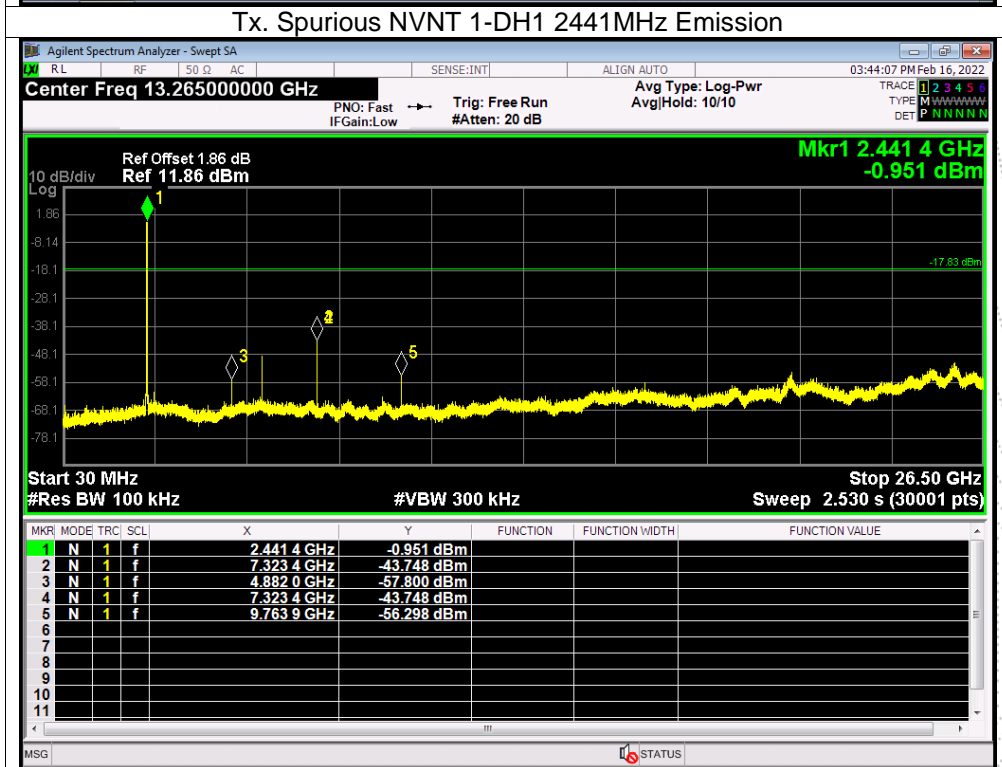 Tx. Spurious NVNT 1-DH1 2441MHz Emission
Agilent Spectrum Analyzer - Swept SA
LXI RL RF 50 Ω AC SENSE:INT ALIGN AUTO 03:44:07 PM Feb 16, 2022
Center Freq 13.265000000 GHz Avg Type: Log-Pwr TRACE 1 2 3 4 5 6
PNO: Fast Trig: Free Run Avg|Hold: 10/10 TYPE M WWWWW
IFGain:Low #Atten: 20 dB DET P N N N N N
Mkr1 2.441 4 GHz
Ref Offset 1.86 dB
10 dB/div Ref 11.86 dBm -0.951 dBm
Log
1
1.86
-8.14
-17.83 dBm
-18.1
-28.1
-38.1
-48.1
3
5
-58.1
-68.1
-78.1
Start 30 MHz Stop 26.50 GHz
#Res BW 100 kHz #VBW 300 kHz Sweep 2.530 s (30001 pts)
MKR MODE TRC SCL X Y FUNCTION FUNCTION WIDTH FUNCTION VALUE
1 N 1 f 2.441 4 GHz -0.951 dBm
2 N 1 f 7.323 4 GHz -43.748 dBm
3 N 1 f 4.882 0 GHz -57.800 dBm
4 N 1 f 7.323 4 GHz -43.748 dBm
5 N 1 f 9.763 9 GHz -56.298 dBm
6
7
8
9
10
11
MSG STATUS